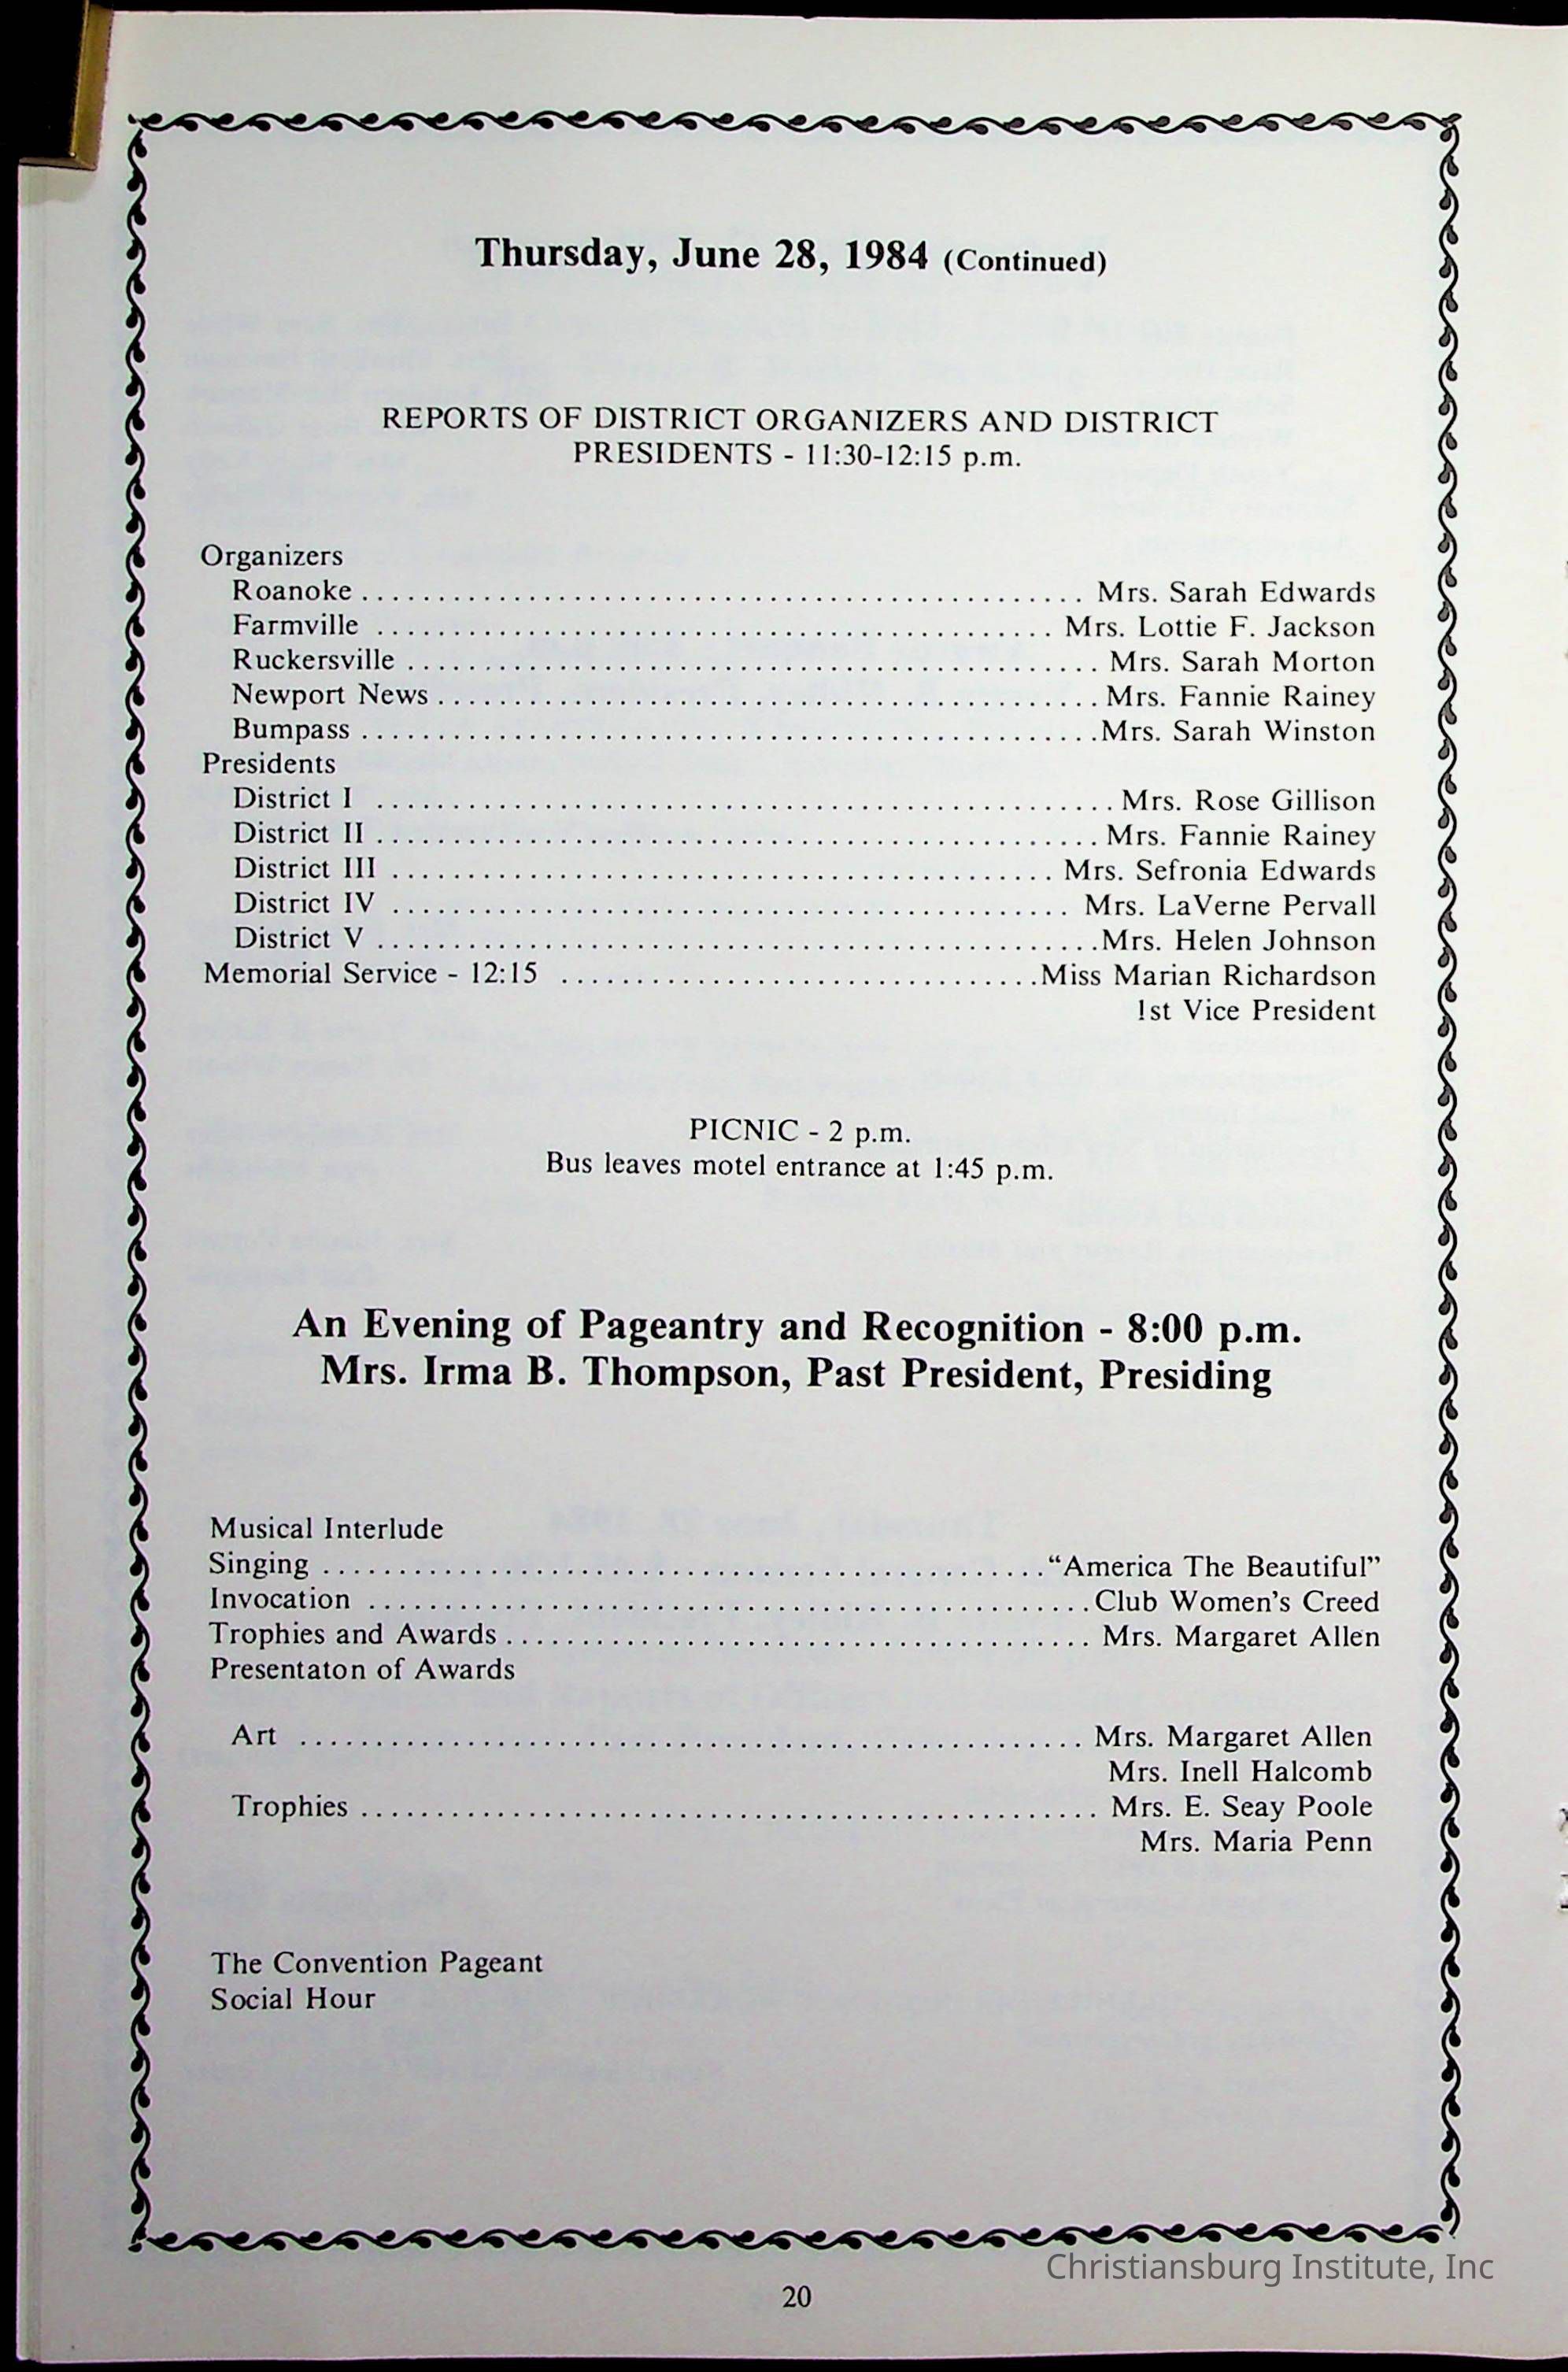 Thursday, June 28, 1984 (Continued)
REPORTS OF DISTRICT ORGANIZERS AND DISTRICT
PRESIDENTS - 11:30-12:15 p.m.
Organizers
Roanoke ................................................ Mrs. Sarah Edwards
Farmville ............................................. Mrs. Lottie F. Jackson
Ruckersville .............................................. Mrs. Sarah Morton
Newport News ............................................ Mrs. Fannie Rainey
Bumpass ................................................. Mrs. Sarah Winston
Presidents
District I ................................................. Mrs. Rose Gillison
District II ................................................ Mrs. Fannie Rainey
District III ............................................ Mrs. Sefronia Edwards
District IV ............................................. Mrs. LaVerne Pervall
District V ................................................ Mrs. Helen Johnson
Memorial Service - 12:15 ................................ Miss Marian Richardson
1st Vice President
PICNIC - 2 p.m.
Bus leaves motel entrance at 1:45 p.m.
An Evening of Pageantry and Recognition - 8:00 p.m.
Mrs. Irma B. Thompson, Past President, Presiding
Musical Interlude
Singing ................................................ “America The Beautiful”
Invocation ................................................ Club Women’s Creed
Trophies and Awards ....................................... Mrs. Margaret Allen
Presentaton of Awards
Art .................................................... Mrs. Margaret Allen
Mrs. Inell Halcomb
Trophies ................................................. Mrs. E. Seay Poole
Mrs. Maria Penn
The Convention Pageant
Social Hour
Christiansburg Institute, Inc
20